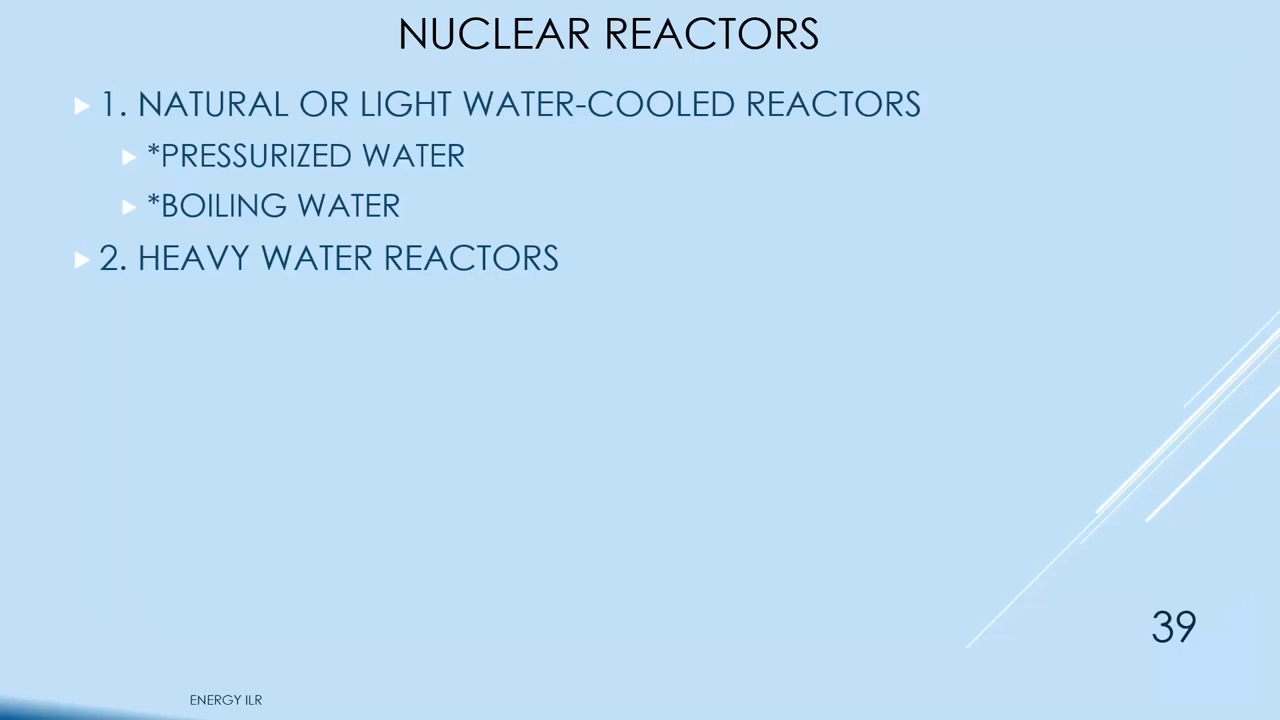 NUCLEAR REACTORS
1. NATURAL OR LIGHT WATER-COOLED REACTORS
*PRESSURIZED WATER
*BOILING WATER
2. HEAVY WATER REACTORS
39
ENERGY ILR